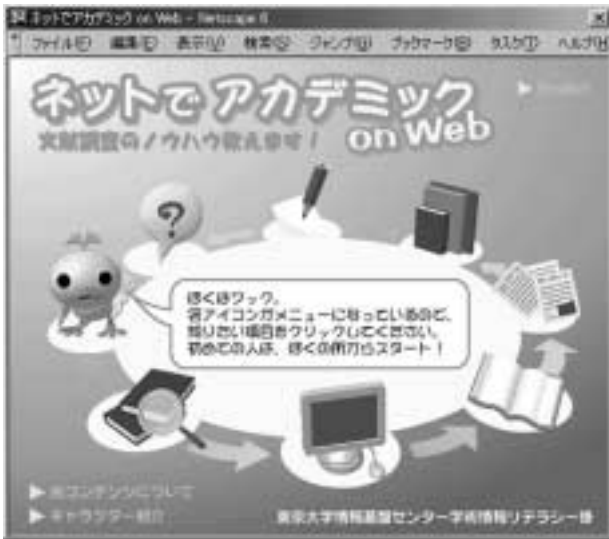 ネットでアカデミック on Web - Netscape 6
ファイル(F) 編集(E) 表示(V) 検索(S) ジャンプ(G) ブックマーク(B) タスク(T) ヘルプ(H
ネットで アカデミック
on Web
文献調査のノウハウ教えます!
?
ぼくはワック。
各アイコンがメニューになっているので、
知りたい項目をクリックしてください。
初めての人は、ぼくの所からスタート!
▶ 本コンテンツについて
▶ キャラクター紹介
東京大学情報基盤センター学術情報リテラシー掛